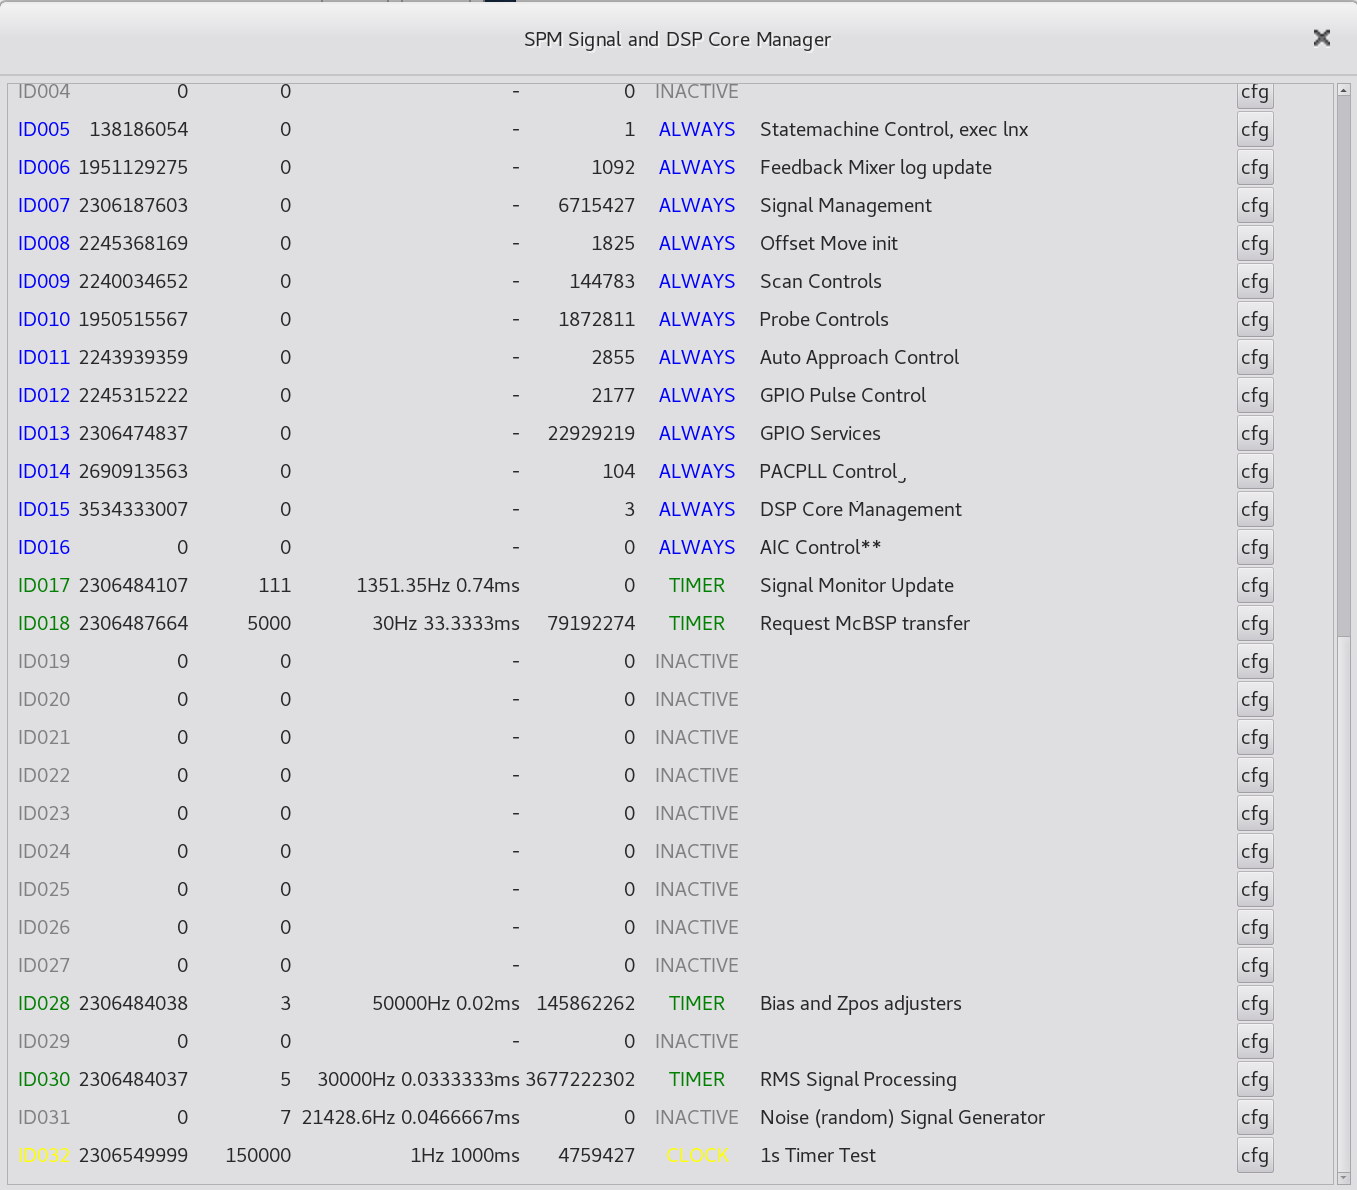 SPM Signal and DSP Core Manager
ID004 0 0 - 0 INACTIVE cfg
ID005 138186054 0 - 1 ALWAYS Statemachine Control, exec lnx cfg
ID006 1951129275 0 - 1092 ALWAYS Feedback Mixer log update cfg
ID007 2306187603 0 - 6715427 ALWAYS Signal Management cfg
ID008 2245368169 0 - 1825 ALWAYS Offset Move init cfg
ID009 2240034652 0 - 144783 ALWAYS Scan Controls cfg
ID010 1950515567 0 - 1872811 ALWAYS Probe Controls cfg
ID011 2243939359 0 - 2855 ALWAYS Auto Approach Control cfg
ID012 2245315222 0 - 2177 ALWAYS GPIO Pulse Control cfg
ID013 2306474837 0 - 22929219 ALWAYS GPIO Services cfg
ID014 2690913563 0 - 104 ALWAYS PACPLL Control cfg
ID015 3534333007 0 - 3 ALWAYS DSP Core Management cfg
ID016 0 0 - 0 ALWAYS AIC Control** cfg
ID017 2306484107 111 1351.35Hz 0.74ms 0 TIMER Signal Monitor Update cfg
ID018 2306487664 5000 30Hz 33.3333ms 79192274 TIMER Request McBSP transfer cfg
ID019 0 0 - 0 INACTIVE cfg
ID020 0 0 - 0 INACTIVE cfg
ID021 0 0 - 0 INACTIVE cfg
ID022 0 0 - 0 INACTIVE cfg
ID023 0 0 - 0 INACTIVE cfg
ID024 0 0 - 0 INACTIVE cfg
ID025 0 0 - 0 INACTIVE cfg
ID026 0 0 - 0 INACTIVE cfg
ID027 0 0 - 0 INACTIVE cfg
ID028 2306484038 3 50000Hz 0.02ms 145862262 TIMER Bias and Zpos adjusters cfg
ID029 0 0 - 0 INACTIVE cfg
ID030 2306484037 5 30000Hz 0.0333333ms 3677222302 TIMER RMS Signal Processing cfg
ID031 0 7 21428.6Hz 0.0466667ms 0 INACTIVE Noise (random) Signal Generator cfg
ID032 2306549999 150000 1Hz 1000ms 4759427 CLOCK 1s Timer Test cfg